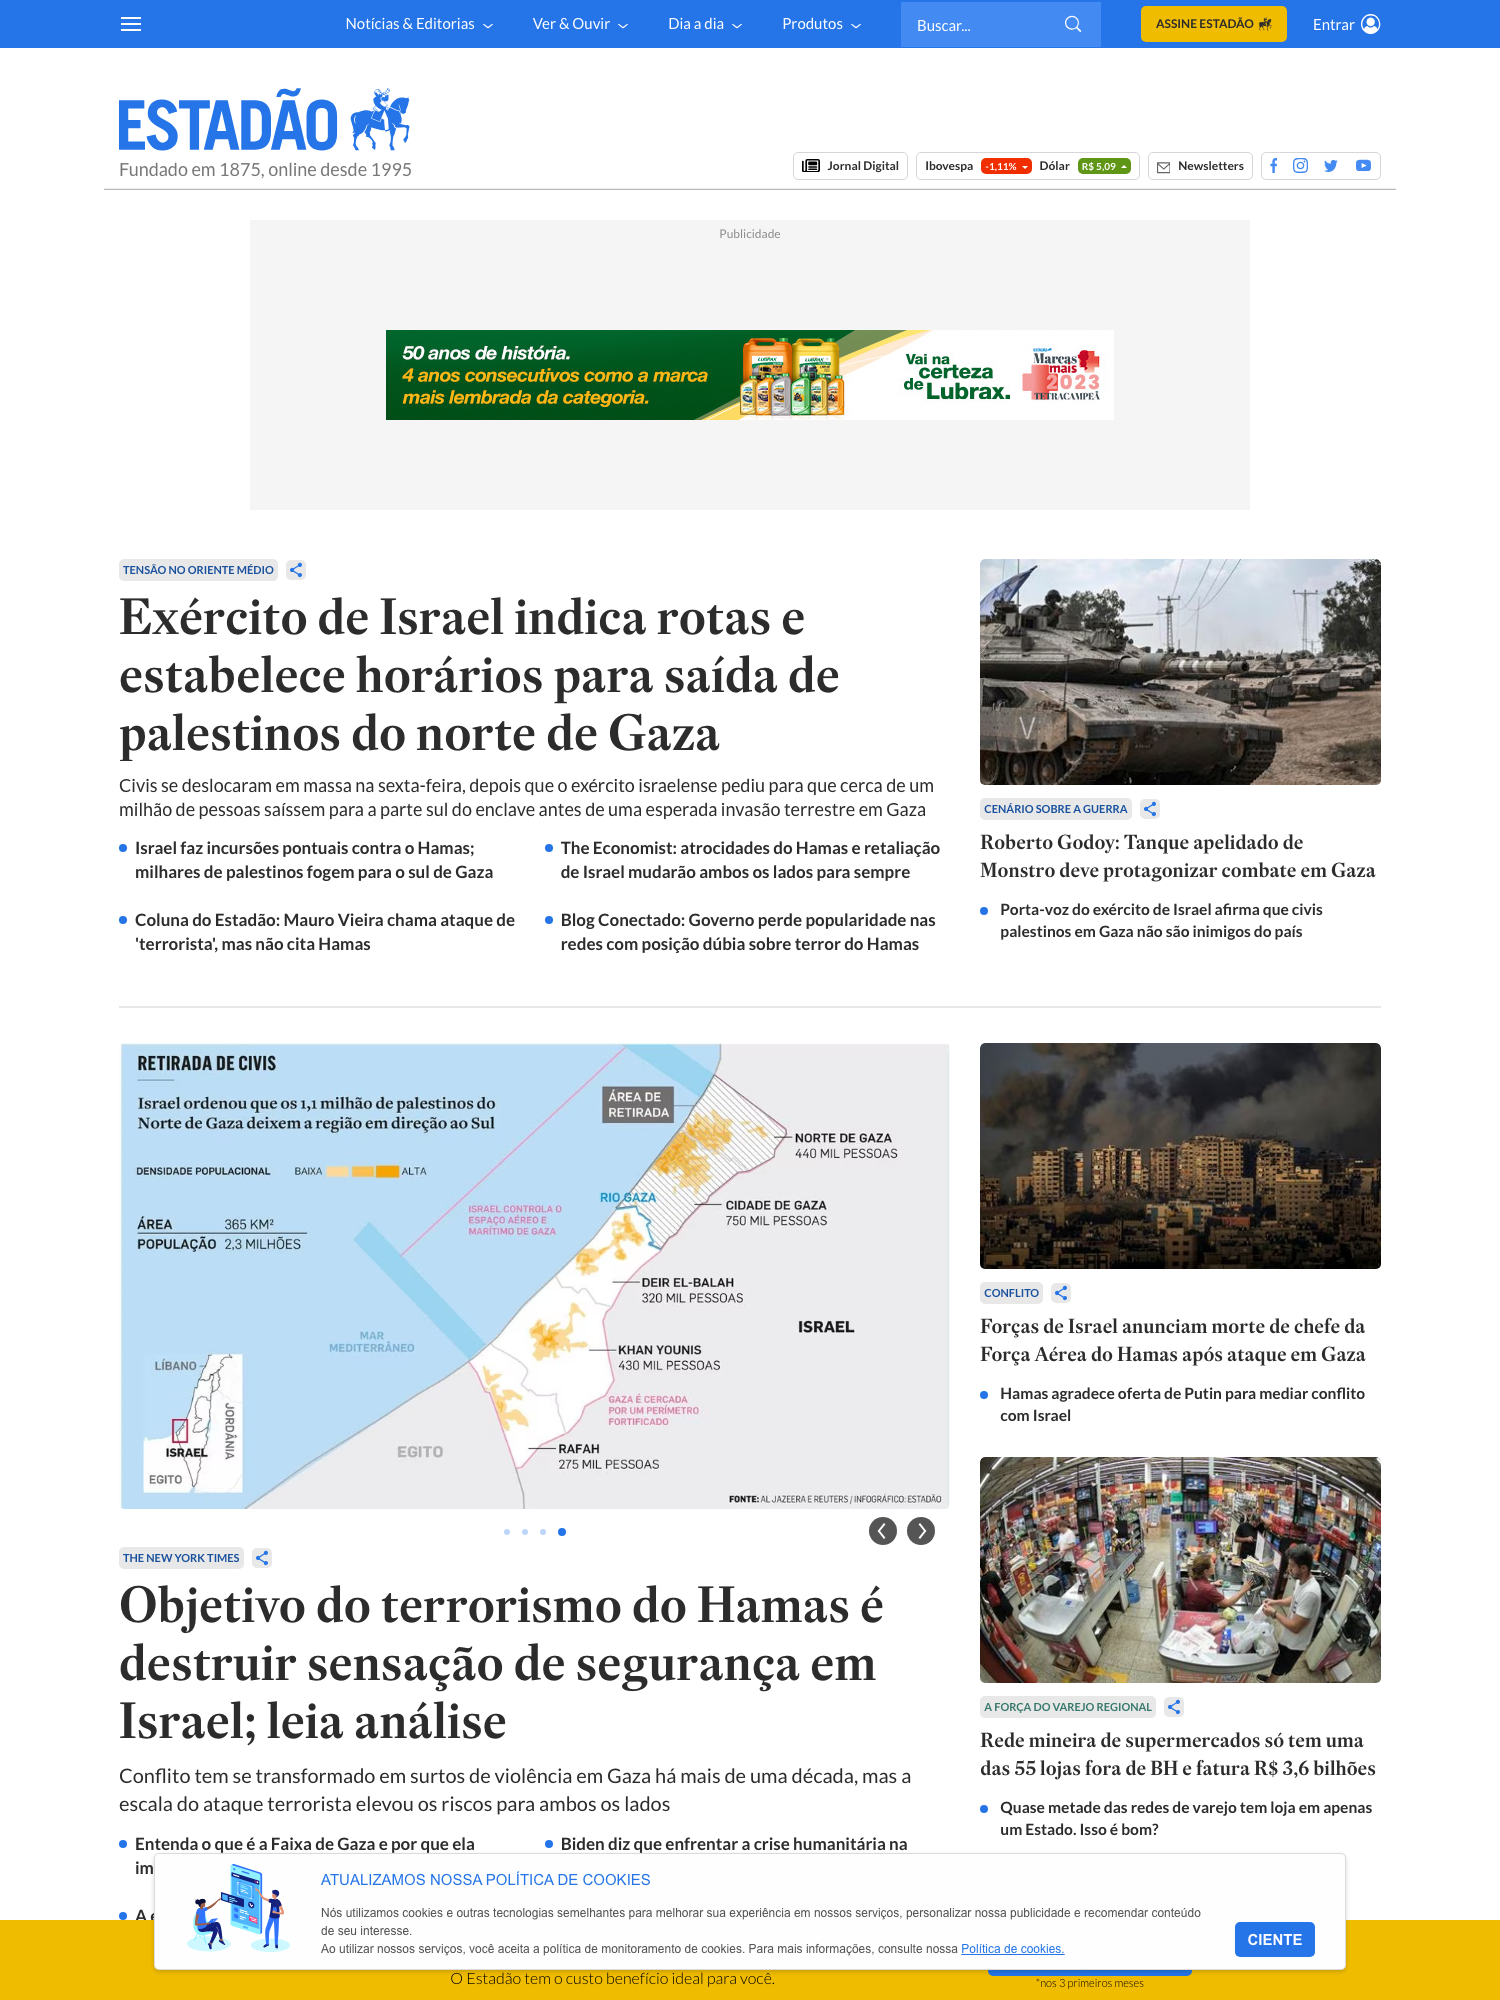 Notícias & Editorias
Ver & Ouvir
Dia a dia
Produtos
Buscar...
ASSINE ESTADÃO
Entrar
ESTADÃO
Fundado em 1875, online desde 1995
Jornal Digital
Ibovespa -1,11% Dólar R$ 5,09
Newsletters
Publicidade
50 anos de história.
4 anos consecutivos como a marca
mais lembrada da categoria.
LUBRAX LUBRAX
Vai na
certeza
de Lubrax.
Marcas
mais
2023
TETRACAMPEÃ
TENSÃO NO ORIENTE MÉDIO
Exército de Israel indica rotas e
estabelece horários para saída de
palestinos do norte de Gaza
Civis se deslocaram em massa na sexta-feira, depois que o exército israelense pediu para que cerca de um
milhão de pessoas saíssem para a parte sul do enclave antes de uma esperada invasão terrestre em Gaza
Israel faz incursões pontuais contra o Hamas;
milhares de palestinos fogem para o sul de Gaza
The Economist: atrocidades do Hamas e retaliação
de Israel mudarão ambos os lados para sempre
Coluna do Estadão: Mauro Vieira chama ataque de
'terrorista', mas não cita Hamas
Blog Conectado: Governo perde popularidade nas
redes com posição dúbia sobre terror do Hamas
CENÁRIO SOBRE A GUERRA
Roberto Godoy: Tanque apelidado de
Monstro deve protagonizar combate em Gaza
Porta-voz do exército de Israel afirma que civis
palestinos em Gaza não são inimigos do país
RETIRADA DE CIVIS
Israel ordenou que os 1,1 milhão de palestinos do
Norte de Gaza deixem a região em direção ao Sul
DENSIDADE POPULACIONAL BAIXA ALTA
ÁREA 365 KM²
POPULAÇÃO 2,3 MILHÕES
ÁREA DE
RETIRADA
NORTE DE GAZA
440 MIL PESSOAS
RIO GAZA
CIDADE DE GAZA
750 MIL PESSOAS
ISRAEL CONTROLA O
ESPAÇO AÉREO E
MARÍTIMO DE GAZA
DEIR EL-BALAH
320 MIL PESSOAS
ISRAEL
MAR
MEDITERRÂNEO
KHAN YOUNIS
430 MIL PESSOAS
GAZA É CERCADA
POR UM PERÍMETRO
FORTIFICADO
RAFAH
275 MIL PESSOAS
EGITO
LÍBANO
JORDÂNIA
ISRAEL
EGITO
FONTE: AL JAZEERA E REUTERS / INFOGRÁFICO: ESTADÃO
CONFLITO
Forças de Israel anunciam morte de chefe da
Força Aérea do Hamas após ataque em Gaza
Hamas agradece oferta de Putin para mediar conflito
com Israel
THE NEW YORK TIMES
Objetivo do terrorismo do Hamas é
destruir sensação de segurança em
Israel; leia análise
Conflito tem se transformado em surtos de violência em Gaza há mais de uma década, mas a
escala do ataque terrorista elevou os riscos para ambos os lados
Entenda o que é a Faixa de Gaza e por que ela
im
Biden diz que enfrentar a crise humanitária na
A e
A FORÇA DO VAREJO REGIONAL
Rede mineira de supermercados só tem uma
das 55 lojas fora de BH e fatura R$ 3,6 bilhões
Quase metade das redes de varejo tem loja em apenas
um Estado. Isso é bom?
ATUALIZAMOS NOSSA POLÍTICA DE COOKIES
Nós utilizamos cookies e outras tecnologias semelhantes para melhorar sua experiência em nossos serviços, personalizar nossa publicidade e recomendar conteúdo
de seu interesse.
Ao utilizar nossos serviços, você aceita a política de monitoramento de cookies. Para mais informações, consulte nossa Política de cookies.
CIENTE
O Estadão tem o custo benefício ideal para você.
*nos 3 primeiros meses